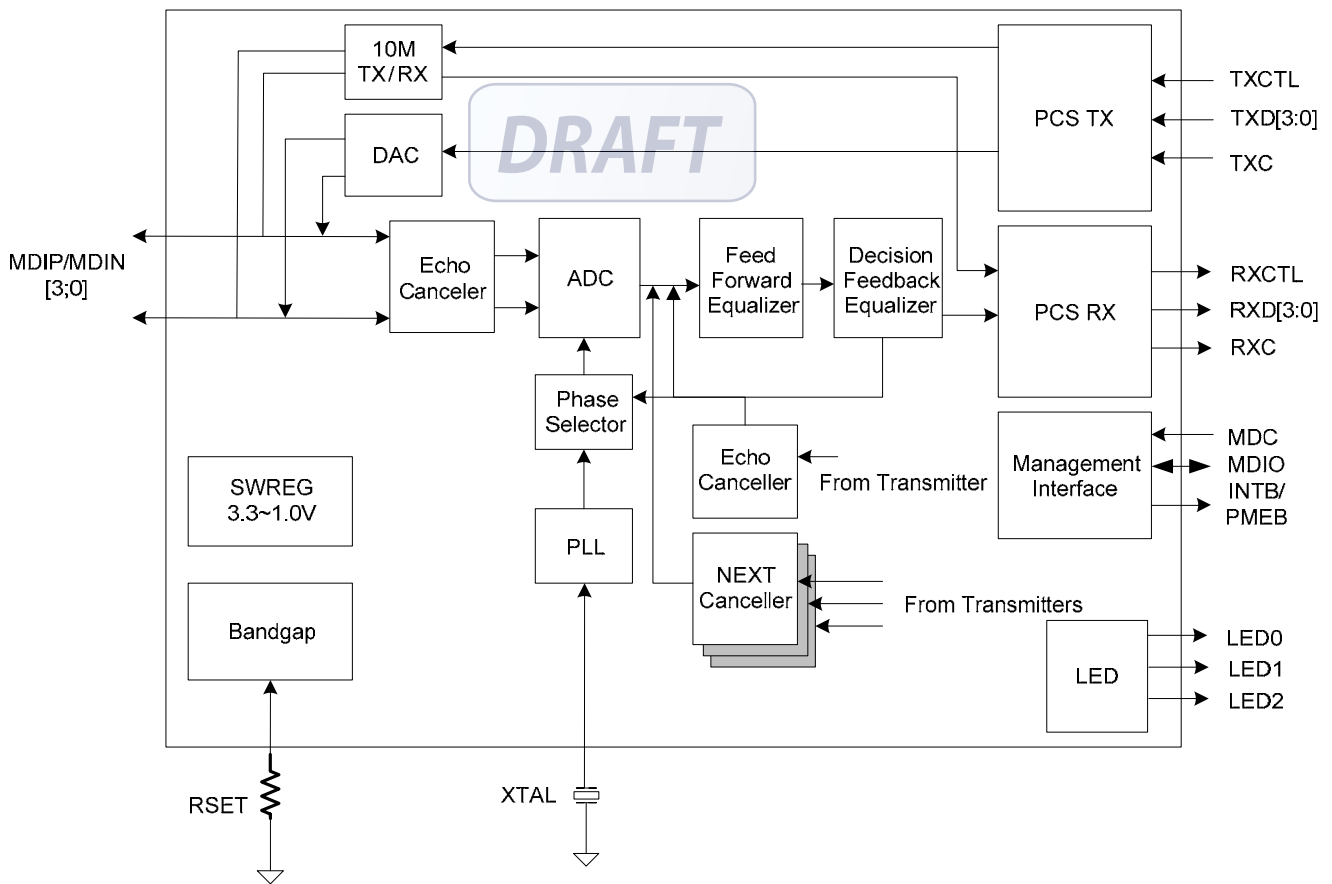 10M
TX/RX
DRAFT
DAC
PCS TX
TXCTL
TXD[3:0]
TXC
MDIP/MDIN
[3;0]
Echo
Canceler
ADC
Feed
Forward
Equalizer
Decision
Feedback
Equalizer
PCS RX
RXCTL
RXD[3:0]
RXC
Phase
Selector
Echo
Canceller
From Transmitter
Management
Interface
MDC
MDIO
INTB/
PMEB
SWREG
3.3~1.0V
PLL
NEXT
Canceller
From Transmitters
Bandgap
LED
LED0
LED1
LED2
RSET
XTAL